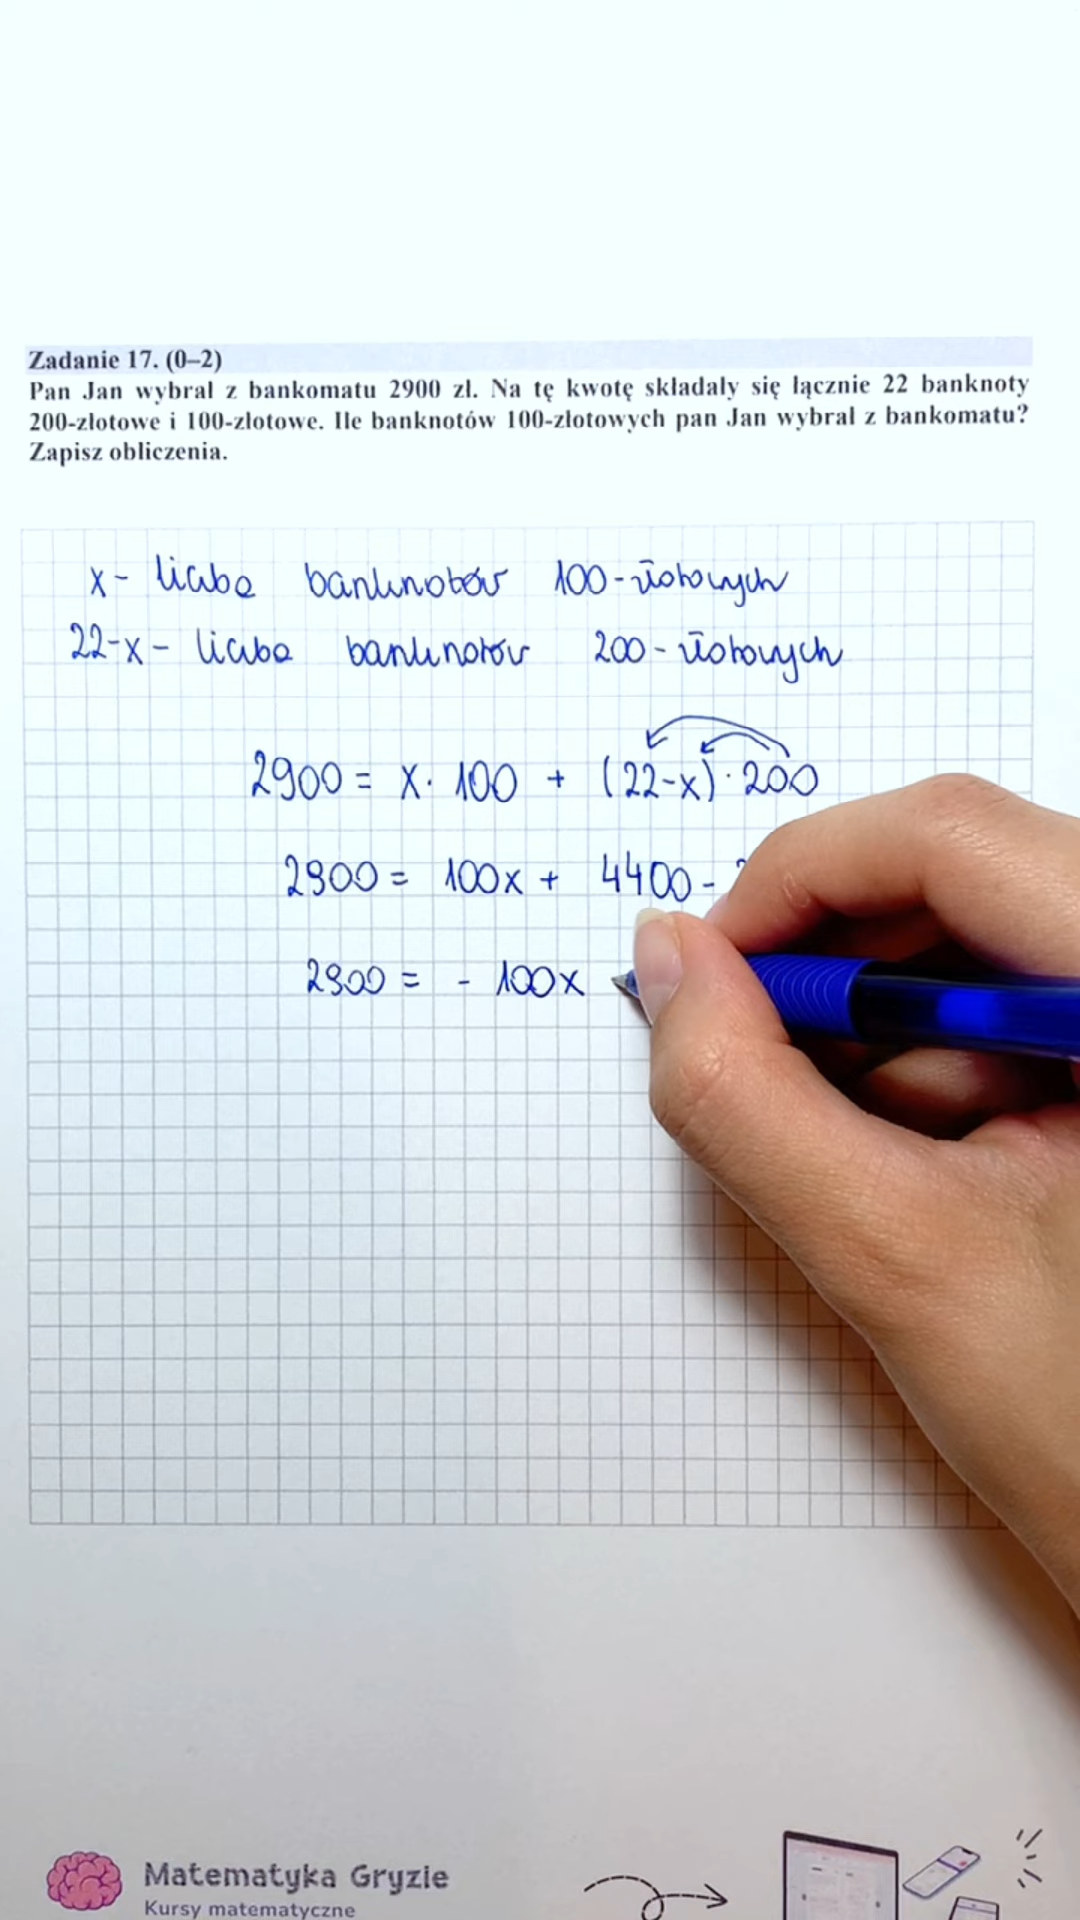 Zadanie 17. (0–2)
Pan Jan wybrał z bankomatu 2900 zł. Na tę kwotę składały się łącznie 22 banknoty
200-złotowe i 100-złotowe. Ile banknotów 100-złotowych pan Jan wybrał z bankomatu?
Zapisz obliczenia.
x - liczba banknotów 100-złotowych
22-x - liczba banknotów 200-złotowych
2900 = x · 100 + (22-x) · 200
2900 = 100x + 4400 -
2900 = - 100x
Matematyka Gryzie
Kursy matematyczne